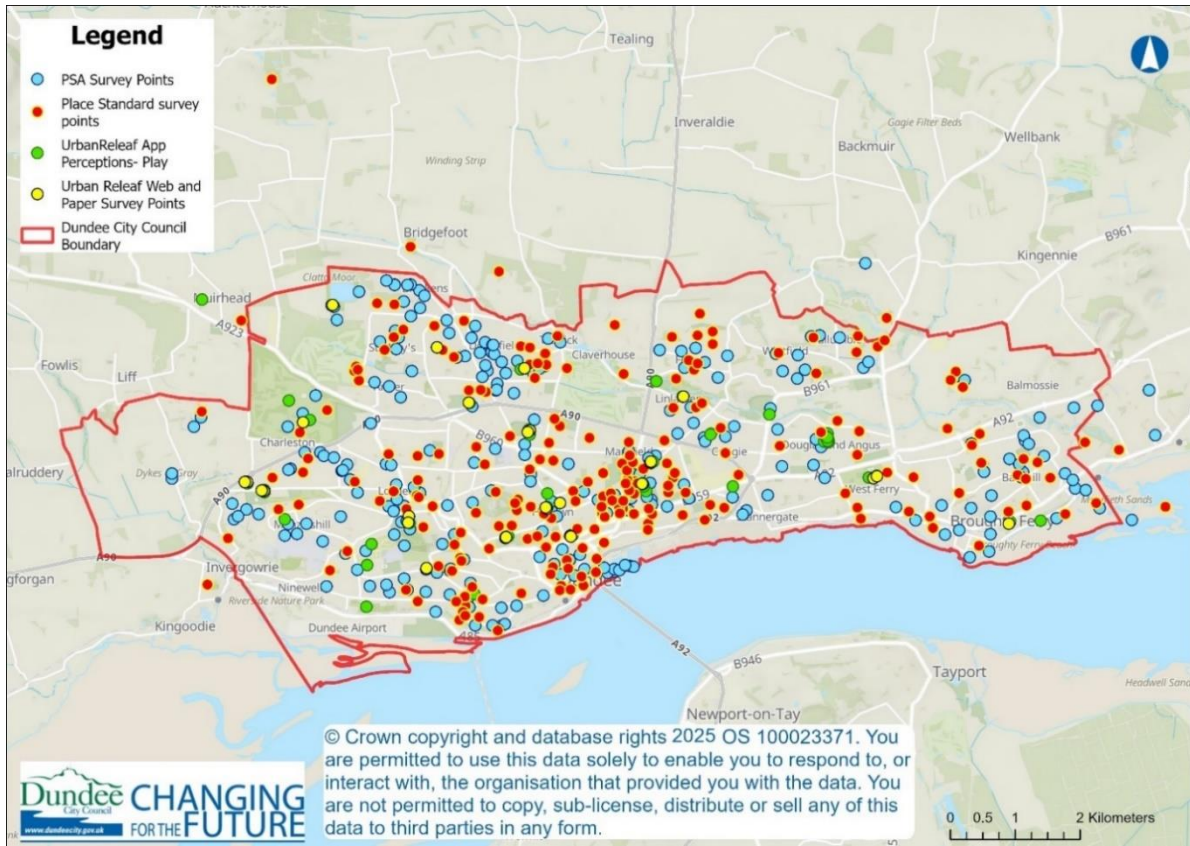 Legend
PSA Survey Points
Place Standard survey
points
UrbanReleaf App
Perceptions- Play
Urban Releaf Web and
Paper Survey Points
Dundee City Council
Boundary
Tealing
Inveraldie
Gagie Filter Beds
Wellbank
Backmuir
Winding Strip
Bridgefoot
B961
Kingennie
Clatto Moor
Muirhead
A923
Fowlis
Liff
Claverhouse
A90
B961
Balmossie
A92
A90
B960
Charleston
Dykes of Gray
A90
West Ferry
A90
Invergowrie
Ninewell
Riverside Nature Park
Kingoodie
Dundee Airport
A92
B946
Tayport
Newport-on-Tay
Headwell Sand
© Crown copyright and database rights 2025 OS 100023371. You
are permitted to use this data solely to enable you to respond to, or
interact with, the organisation that provided you with the data. You
are not permitted to copy, sub-license, distribute or sell any of this
data to third parties in any form.
Dundee
City Council
www.dundeecity.gov.uk
CHANGING
FOR THE FUTURE
0 0.5 1 2 Kilometers